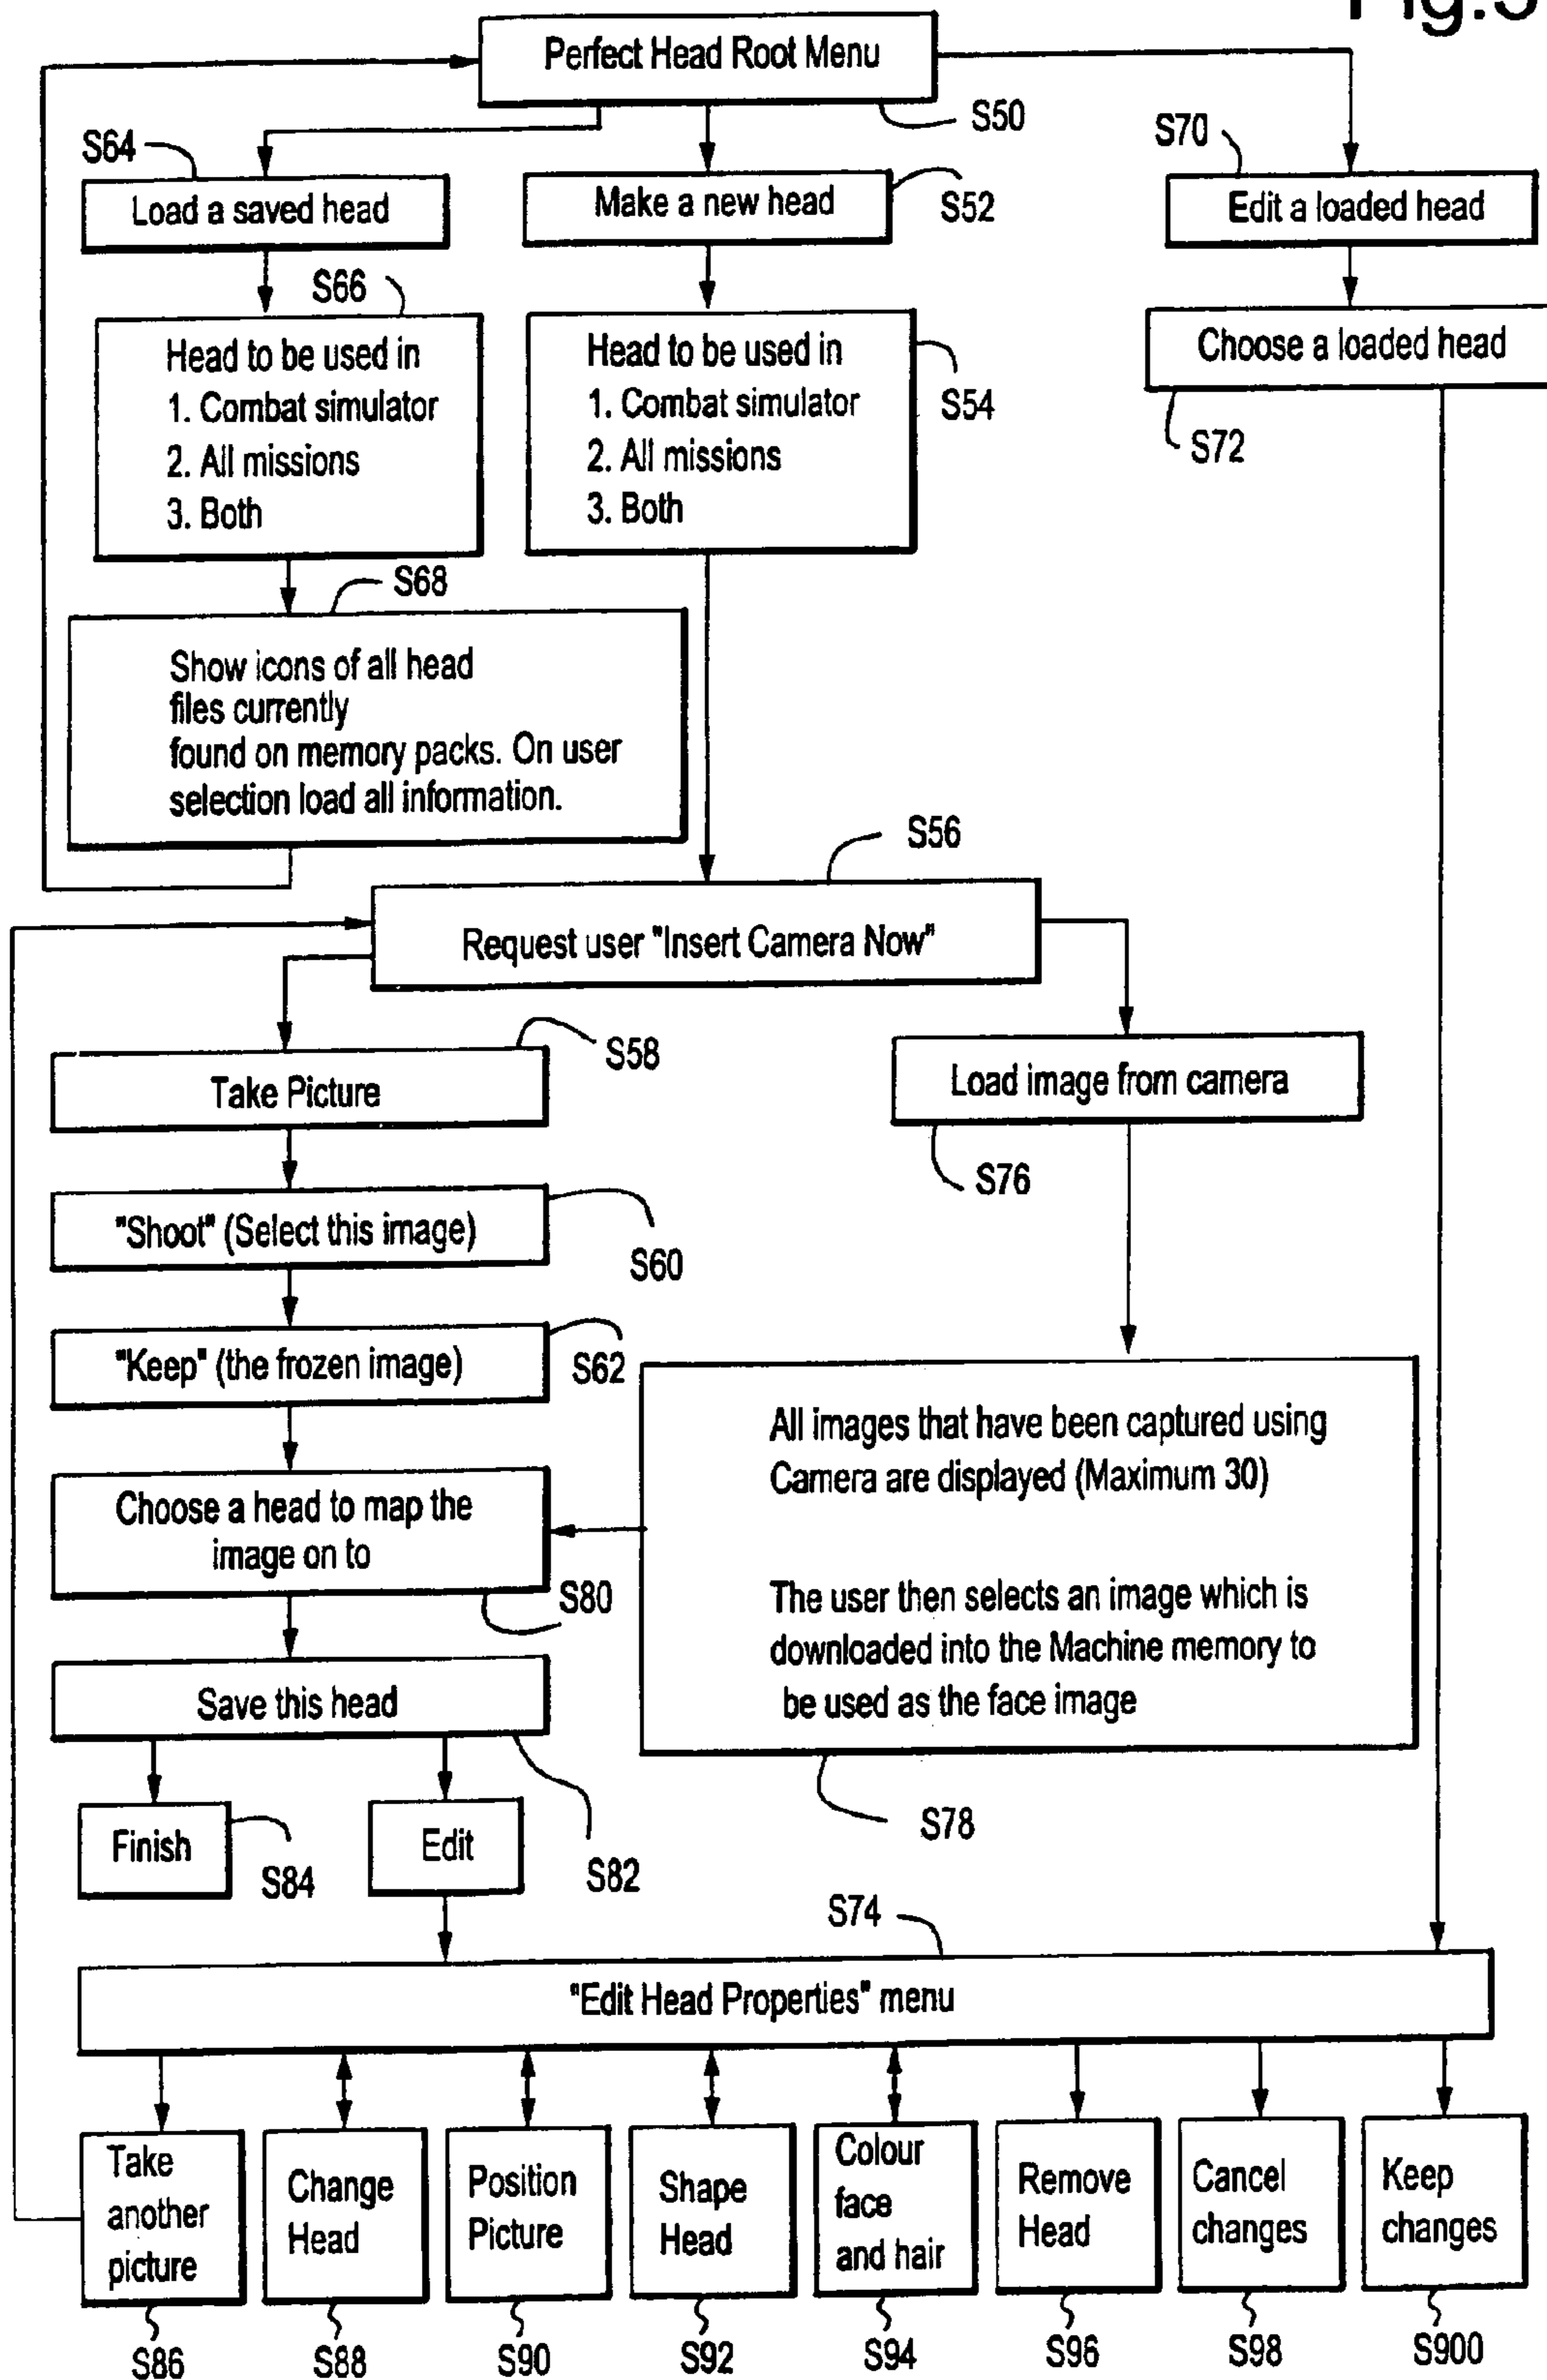 Fig.5
Perfect Head Root Menu
S50
S64
S70
Load a saved head
Make a new head
S52
Edit a loaded head
S66
Head to be used in
1. Combat simulator
2. All missions
3. Both
Head to be used in
1. Combat simulator
2. All missions
3. Both
S54
Choose a loaded head
S72
S68
Show icons of all head
files currently
found on memory packs. On user
selection load all information.
S56
Request user "Insert Camera Now"
S58
Take Picture
Load image from camera
S76
"Shoot" (Select this image)
S60
"Keep" (the frozen image)
S62
All images that have been captured using
Camera are displayed (Maximum 30)
The user then selects an image which is
downloaded into the Machine memory to
be used as the face image
S78
Choose a head to map the
image on to
S80
Save this head
S82
Finish
S84
Edit
S74
"Edit Head Properties" menu
Take
another
picture
Change
Head
Position
Picture
Shape
Head
Colour
face
and hair
Remove
Head
Cancel
changes
Keep
changes
S86
S88
S90
S92
S94
S96
S98
S900